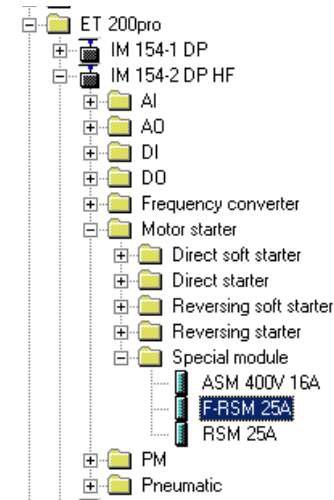 ET 200pro
IM 154-1 DP
IM 154-2 DP HF
AI
AO
DI
DO
Frequency converter
Motor starter
Direct soft starter
Direct starter
Reversing soft starter
Reversing starter
Special module
ASM 400V 16A
F-RSM 25A
RSM 25A
PM
Pneumatic